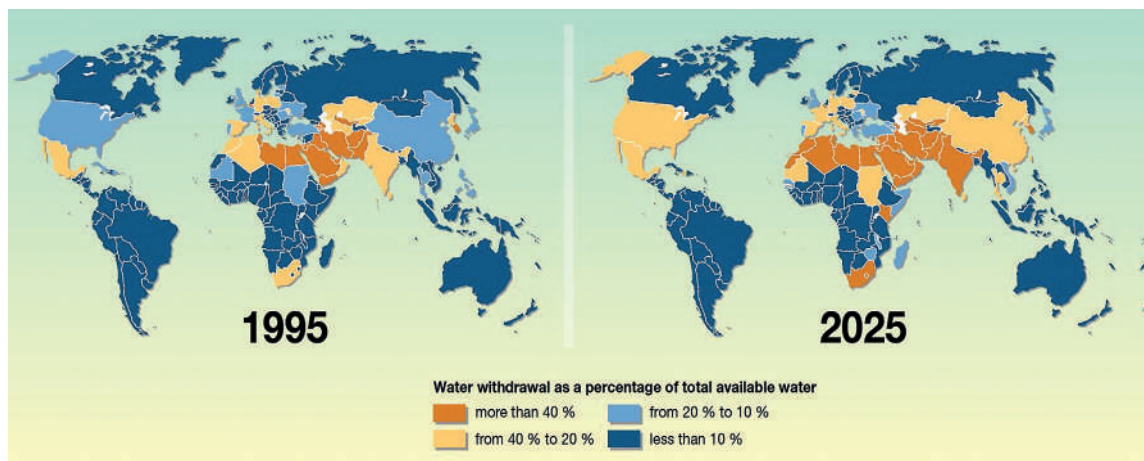 1995
2025
Water withdrawal as a percentage of total available water
more than 40 %
from 20 % to 10 %
from 40 % to 20 %
less than 10 %